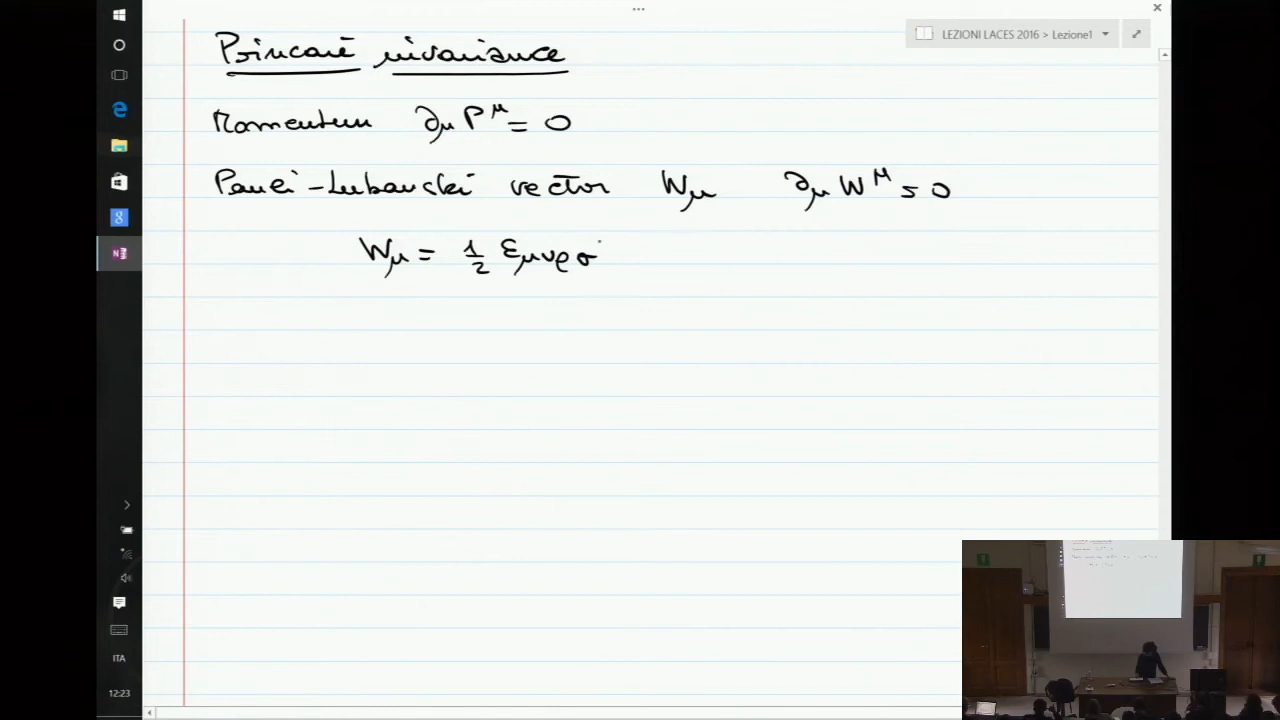 LEZIONI LACES 2016 > Lezione1
Poincaré invariance
Momentum ∂μ P^μ = 0
Pauli-Lubanski vector Wμ ∂μ W^μ = 0
Wμ = 1/2 εμνρσ
ITA
12:23